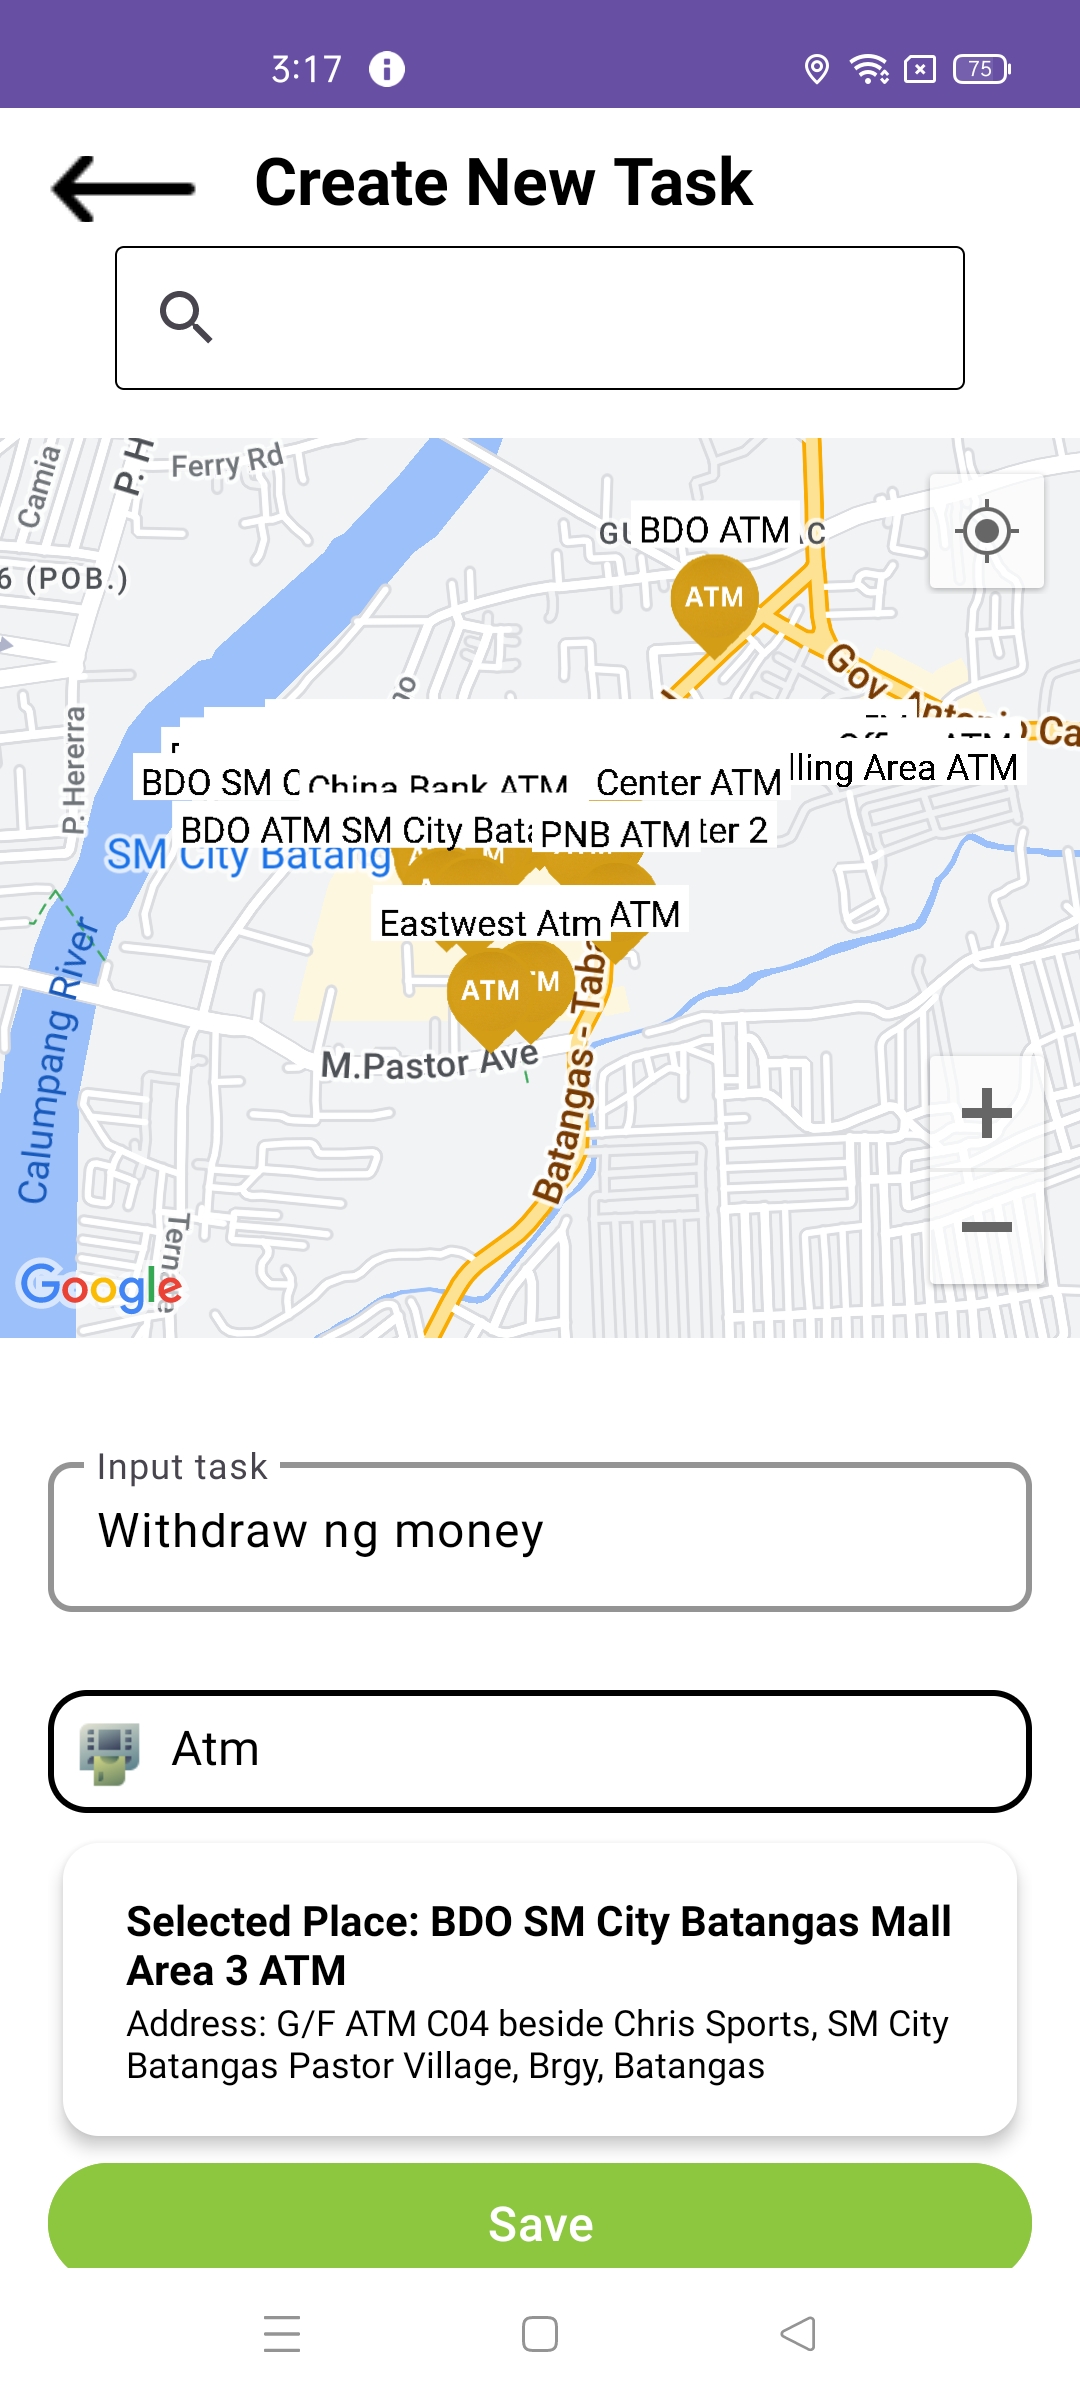 3:17
75
Create New Task
Camia
P. H
Ferry Rd
BDO ATM
C
6 (POB.)
ATM
Gov. Antonio Ca
P. Hererra
lling Area ATM
BDO SM C
China Bank ATM
Center ATM
BDO ATM SM City Bata
PNB ATM
ter 2
SM City Batang
Eastwest Atm
ATM
ATM
M.Pastor Ave
Batangas - Taba
Calumpang River
Google
Input task
Withdraw ng money
Atm
Selected Place: BDO SM City Batangas Mall
Area 3 ATM
Address: G/F ATM C04 beside Chris Sports, SM City
Batangas Pastor Village, Brgy, Batangas
Save